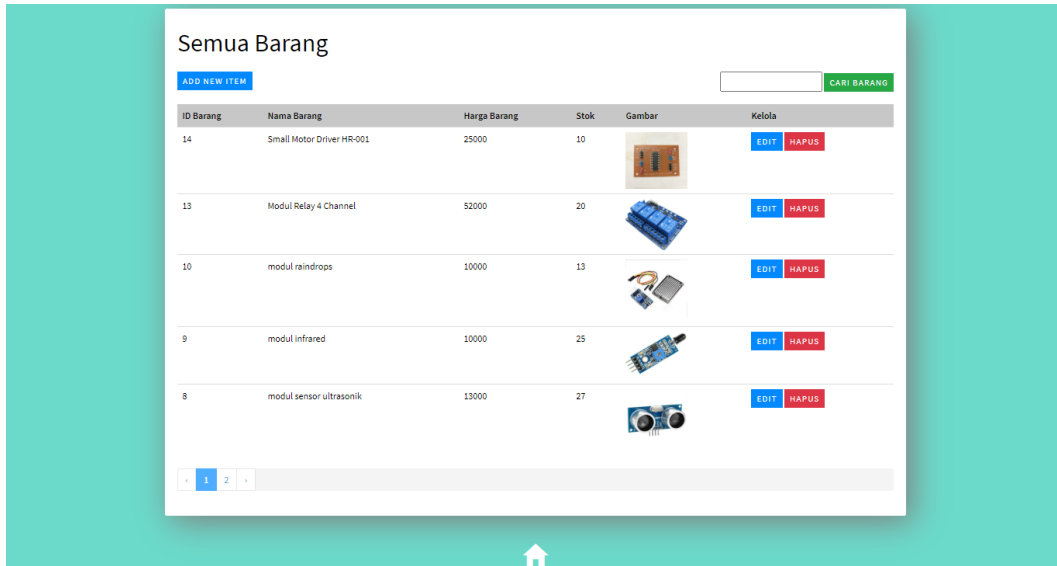 Semua Barang
ADD NEW ITEM
CARI BARANG
ID Barang Nama Barang Harga Barang Stok Gambar Kelola
14 Small Motor Driver HR-001 25000 10 EDIT HAPUS
13 Modul Relay 4 Channel 52000 20 EDIT HAPUS
10 modul raindrops 10000 13 EDIT HAPUS
9 modul infrared 10000 25 EDIT HAPUS
8 modul sensor ultrasonik 13000 27 EDIT HAPUS
‹ 1 2 ›